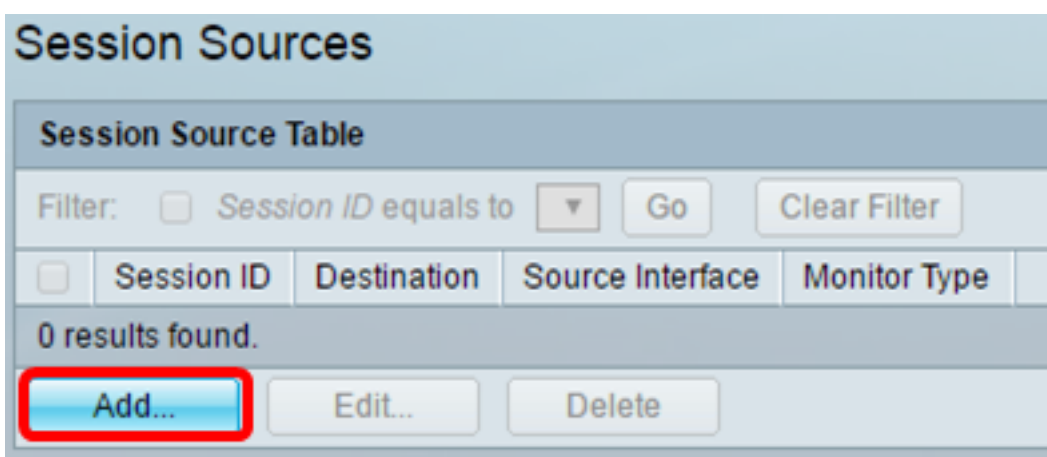 Session Sources
Session Source Table
Filter: Session ID equals to Go Clear Filter
Session ID Destination Source Interface Monitor Type
0 results found.
Add... Edit... Delete